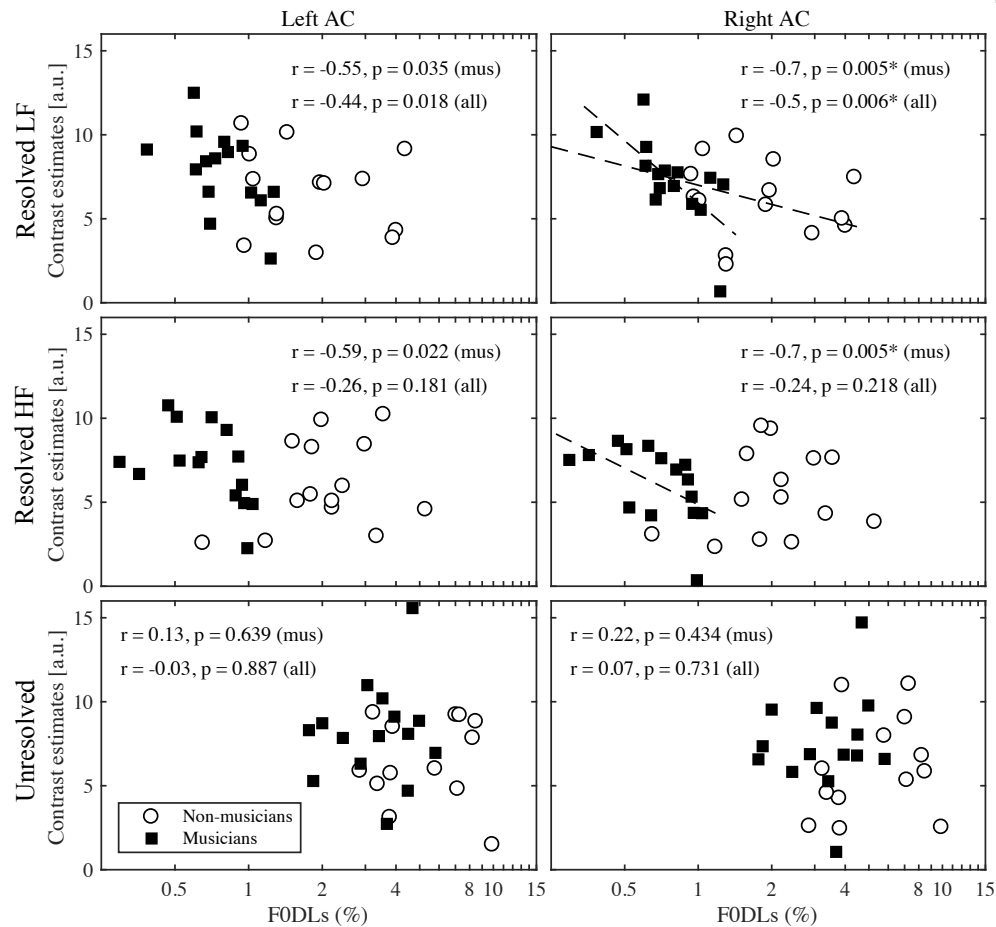 Left AC
Right AC
Resolved LF
Contrast estimates [a.u.]
15
10
5
0
r = -0.55, p = 0.035 (mus)
r = -0.44, p = 0.018 (all)
r = -0.7, p = 0.005* (mus)
r = -0.5, p = 0.006* (all)
Resolved HF
Contrast estimates [a.u.]
15
10
5
0
r = -0.59, p = 0.022 (mus)
r = -0.26, p = 0.181 (all)
r = -0.7, p = 0.005* (mus)
r = -0.24, p = 0.218 (all)
Unresolved
Contrast estimates [a.u.]
15
10
5
0
r = 0.13, p = 0.639 (mus)
r = -0.03, p = 0.887 (all)
r = 0.22, p = 0.434 (mus)
r = 0.07, p = 0.731 (all)
Non-musicians
Musicians
0.5 1 2 4 8 10 15
0.5 1 2 4 8 10 15
F0DLs (%)
F0DLs (%)